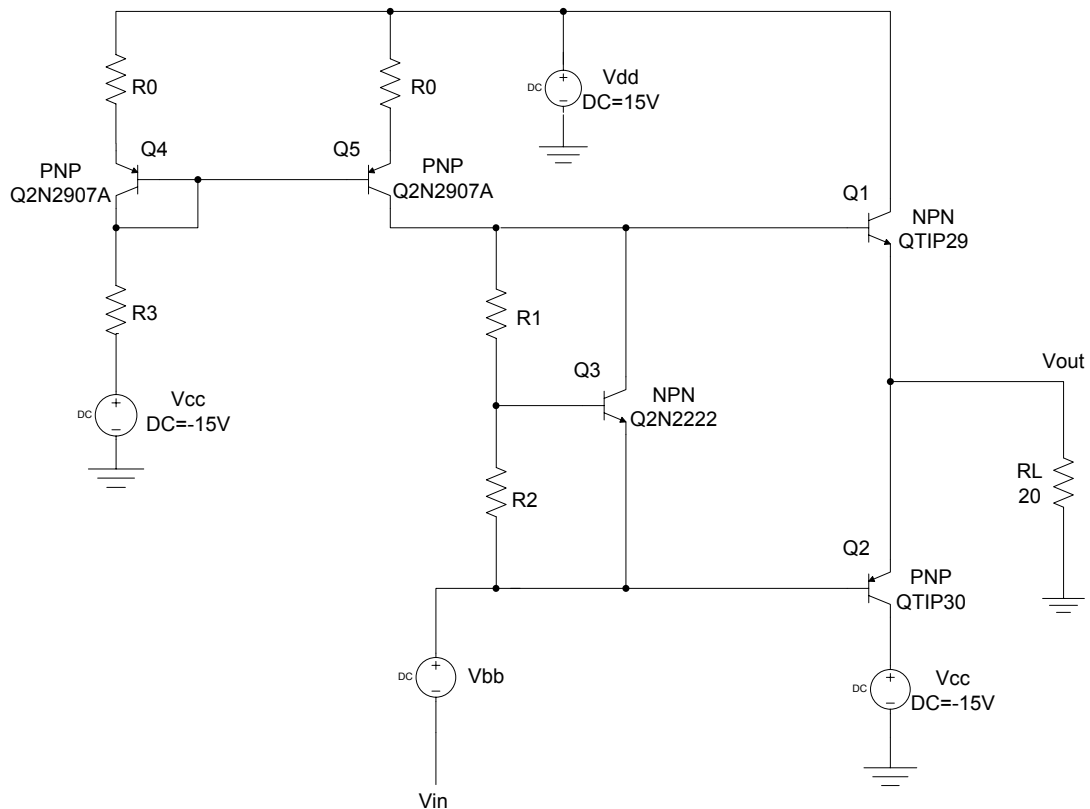 R0
R0
DC
Vdd
DC=15V
Q4
Q5
PNP
Q2N2907A
PNP
Q2N2907A
Q1
NPN
QTIP29
R3
R1
Q3
NPN
Q2N2222
Vout
DC
Vcc
DC=-15V
R2
RL
20
Q2
PNP
QTIP30
DC
Vbb
DC
Vcc
DC=-15V
Vin